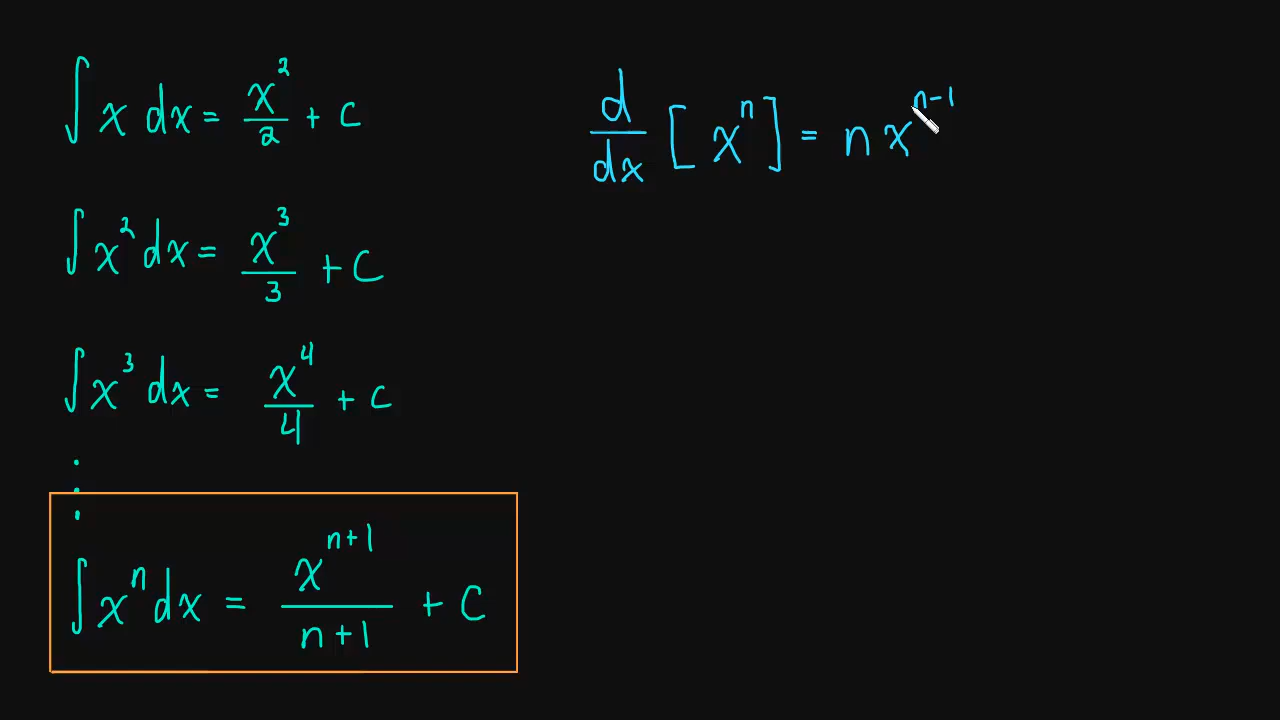 ∫ x dx = x²/2 + C
d/dx [xⁿ] = n xⁿ⁻¹
∫ x² dx = x³/3 + C
∫ x³ dx = x⁴/4 + C
⋮
∫ xⁿ dx = xⁿ⁺¹/(n+1) + C